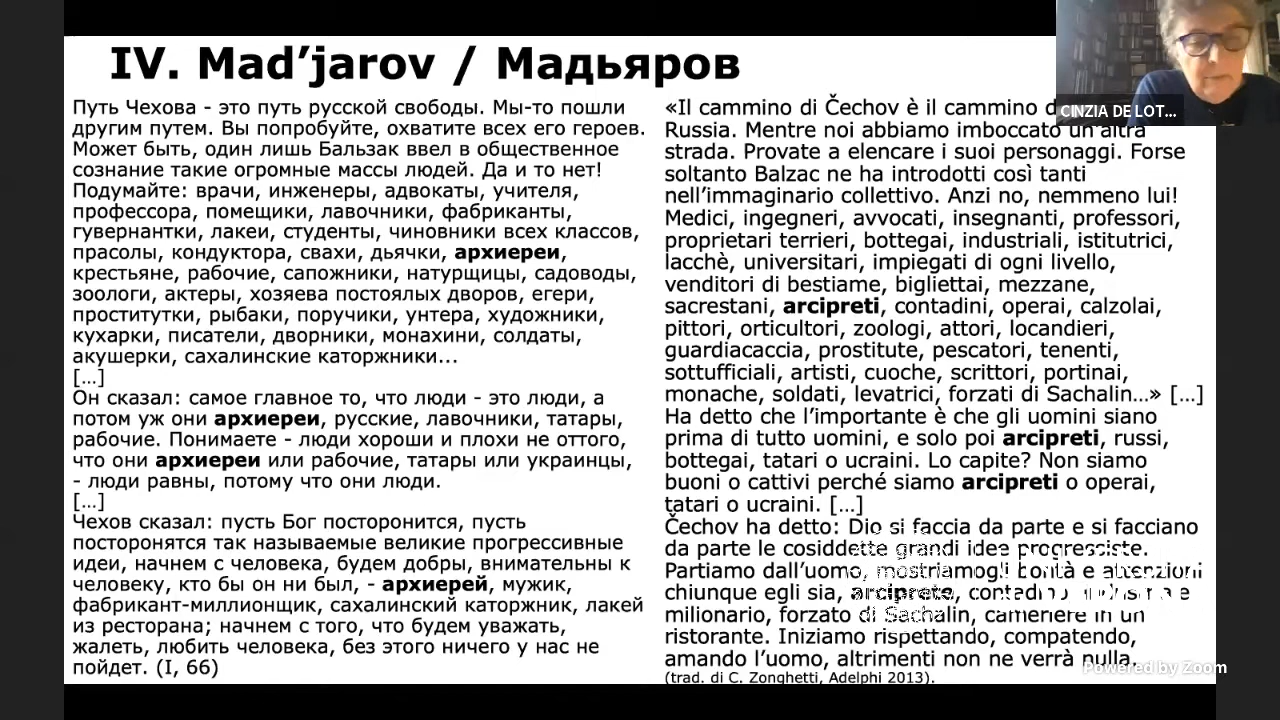 IV. Mad’jarov / Мадьяров
Путь Чехова - это путь русской свободы. Мы-то пошли
другим путем. Вы попробуйте, охватите всех его героев.
Может быть, один лишь Бальзак ввел в общественное
сознание такие огромные массы людей. Да и то нет!
Подумайте: врачи, инженеры, адвокаты, учителя,
профессора, помещики, лавочники, фабриканты,
гувернантки, лакеи, студенты, чиновники всех классов,
прасолы, кондуктора, свахи, дьячки, архиереи,
крестьяне, рабочие, сапожники, натурщицы, садоводы,
зоологи, актеры, хозяева постоялых дворов, егери,
проститутки, рыбаки, поручики, унтера, художники,
кухарки, писатели, дворники, монахини, солдаты,
акушерки, сахалинские каторжники...
[…]
Он сказал: самое главное то, что люди - это люди, а
потом уж они архиереи, русские, лавочники, татары,
рабочие. Понимаете - люди хороши и плохи не оттого,
что они архиереи или рабочие, татары или украинцы,
- люди равны, потому что они люди.
[…]
Чехов сказал: пусть Бог посторонится, пусть
посторонятся так называемые великие прогрессивные
идеи, начнем с человека, будем добры, внимательны к
человеку, кто бы он ни был, - архиерей, мужик,
фабрикант-миллионщик, сахалинский каторжник, лакей
из ресторана; начнем с того, что будем уважать,
жалеть, любить человека, без этого ничего у нас не
пойдет. (I, 66)
«Il cammino di Čechov è il cammino
Russia. Mentre noi abbiamo imboccato un’altra
strada. Provate a elencare i suoi personaggi. Forse
soltanto Balzac ne ha introdotti così tanti
nell’immaginario collettivo. Anzi no, nemmeno lui!
Medici, ingegneri, avvocati, insegnanti, professori,
proprietari terrieri, bottegai, industriali, istitutrici,
lacchè, universitari, impiegati di ogni livello,
venditori di bestiame, bigliettai, mezzane,
sacrestani, arcipreti, contadini, operai, calzolai,
pittori, orticultori, zoologi, attori, locandieri,
guardiacaccia, prostitute, pescatori, tenenti,
sottufficiali, artisti, cuoche, scrittori, portinai,
monache, soldati, levatrici, forzati di Sachalin…» […]
Ha detto che l’importante è che gli uomini siano
prima di tutto uomini, e solo poi arcipreti, russi,
bottegai, tatari o ucraini. Lo capite? Non siamo
buoni o cattivi perché siamo arcipreti o operai,
tatari o ucraini. […]
Čechov ha detto: Dio si faccia da parte e si facciano
da parte le cosiddette grandi idee progressiste.
Partiamo dall’uomo, bontà e attenzioni
chiunque egli sia, arciprete, e
milionario, forzato di Sachalin, cameriere in un
ristorante. Iniziamo rispettando, compatendo,
amando l’uomo, altrimenti non ne verrà nulla.
(trad. di C. Zonghetti, Adelphi 2013).
CINZIA DE LOT...
Powered by Zoom